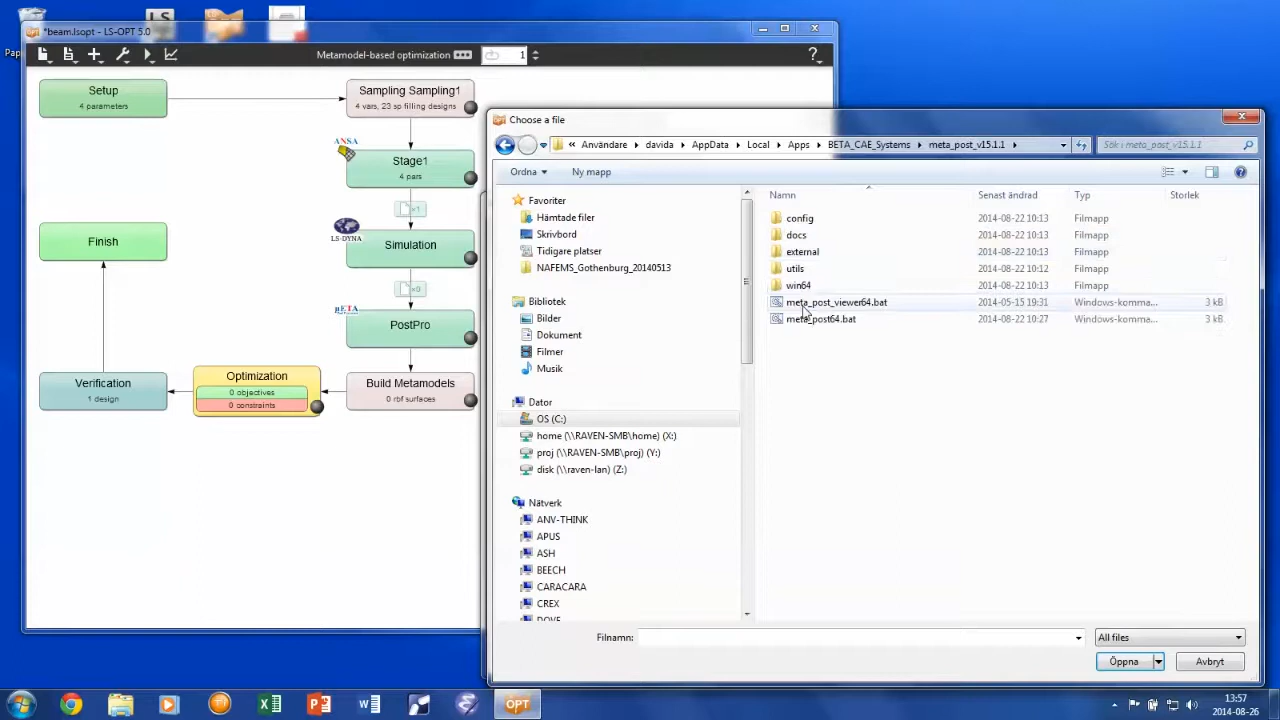 Pap
LS
*beam.lsopt - LS-OPT 5.0
Metamodel-based optimization
1
?
Setup
4 parameters
Sampling Sampling1
4 vars, 23 sp filling designs
ANSA
Stage1
4 pars
Finish
LS-DYNA
Simulation
META
PostPro
Verification
1 design
Optimization
0 objectives
0 constraints
Build Metamodels
0 rbf surfaces
Choose a file
« Användare davida AppData Local Apps BETA_CAE_Systems meta_post_v15.1.1
Sök i meta_post_v15.1.1
Ordna
Ny mapp
Favoriter
Hämtade filer
Skrivbord
Tidigare platser
NAFEMS_Gothenburg_20140513
Bibliotek
Bilder
Dokument
Filmer
Musik
Dator
OS (C:)
home (\\RAVEN-SMB\home) (X:)
proj (\\RAVEN-SMB\proj) (Y:)
disk (\\raven-lan) (Z:)
Nätverk
ANV-THINK
APUS
ASH
BEECH
CARACARA
CREX
DOVE
Namn Senast ändrad Typ Storlek
config 2014-08-22 10:13 Filmapp
docs 2014-08-22 10:13 Filmapp
external 2014-08-22 10:13 Filmapp
utils 2014-08-22 10:12 Filmapp
win64 2014-08-22 10:13 Filmapp
meta_post_viewer64.bat 2014-05-15 19:31 Windows-komma... 3 kB
meta_post64.bat 2014-08-22 10:27 Windows-komma... 3 kB
Filnamn:
All files
Öppna
Avbryt
OPT
13:57
2014-08-26